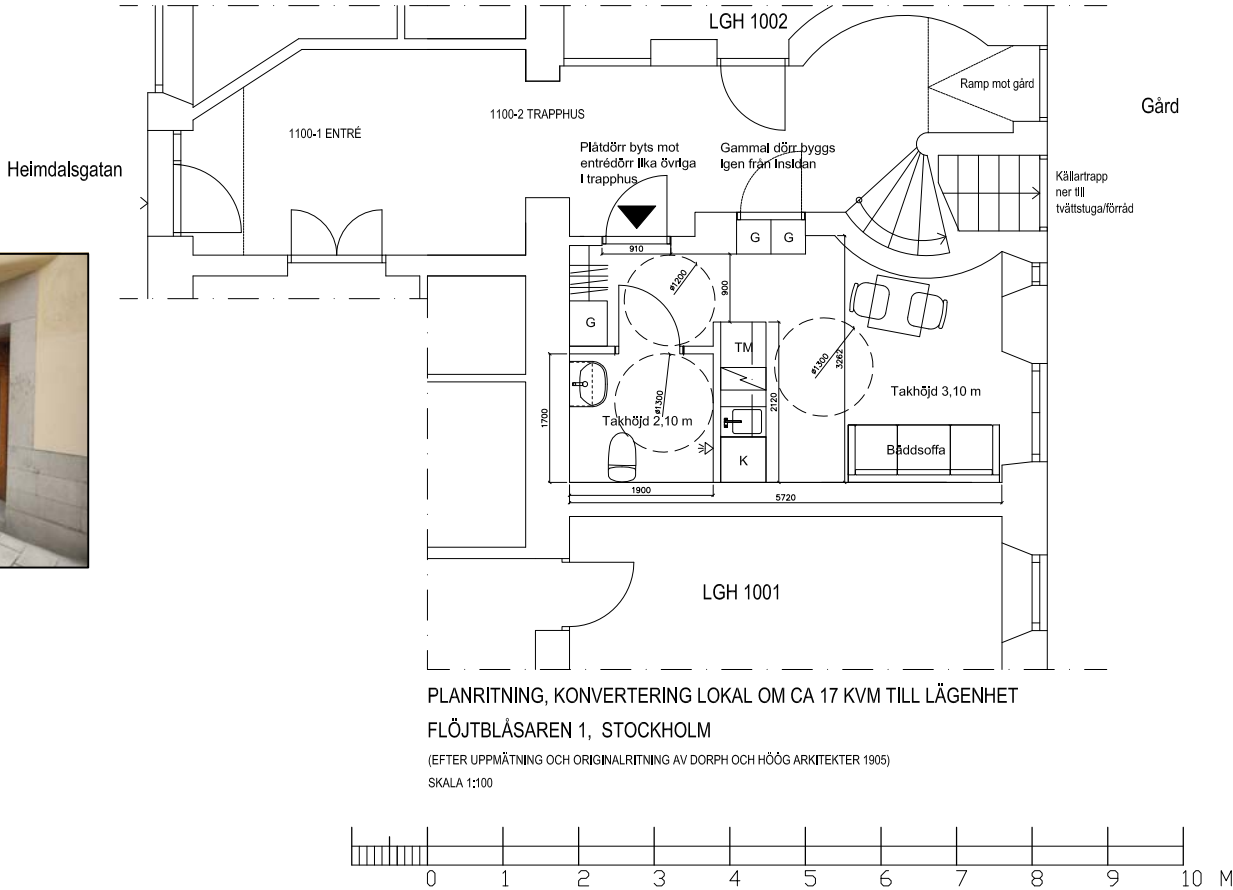 LGH 1002
Ramp mot gård
Gård
1100-2 TRAPPHUS
1100-1 ENTRÉ
Heimdalsgatan
Plåtdörr byts mot
entrédörr lika övriga
i trapphus
Gammal dörr byggs
igen från insidan
Källartrapp
ner till
tvättstuga/förråd
G G
910
ø1200
900
G
TM
ø1300
3262
ø1300
Takhöjd 3,10 m
1700
Takhöjd 2,10 m
2120
K
Bäddsoffa
1900
5720
LGH 1001
PLANRITNING, KONVERTERING LOKAL OM CA 17 KVM TILL LÄGENHET
FLÖJTBLÅSAREN 1, STOCKHOLM
(EFTER UPPMÄTNING OCH ORIGINALRITNING AV DORPH OCH HÖÖG ARKITEKTER 1905)
SKALA 1:100
0 1 2 3 4 5 6 7 8 9 10 M